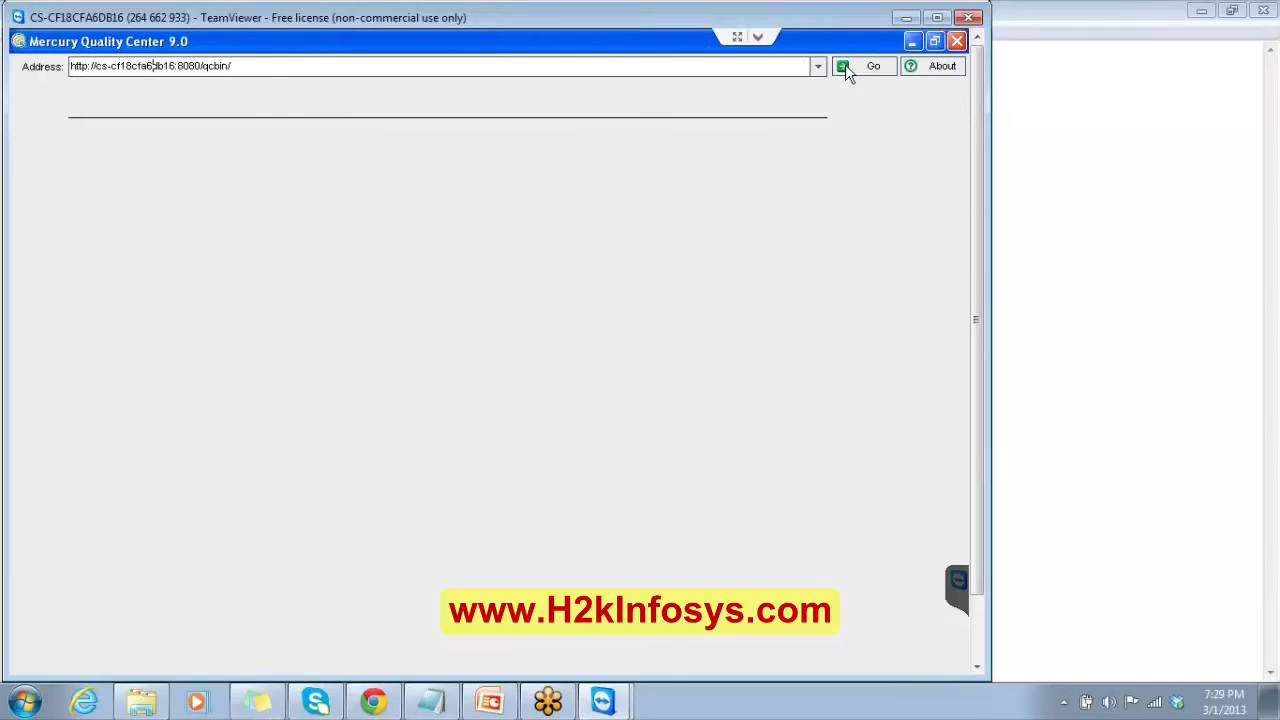 CS-CF18CFA6DB16 (264 662 933) - TeamViewer - Free license (non-commercial use only)
Mercury Quality Center 9.0
Address: http://cs-cf18cfa6db16:8080/qcbin/ Go About
www.H2kInfosys.com
7:29 PM
3/1/2013